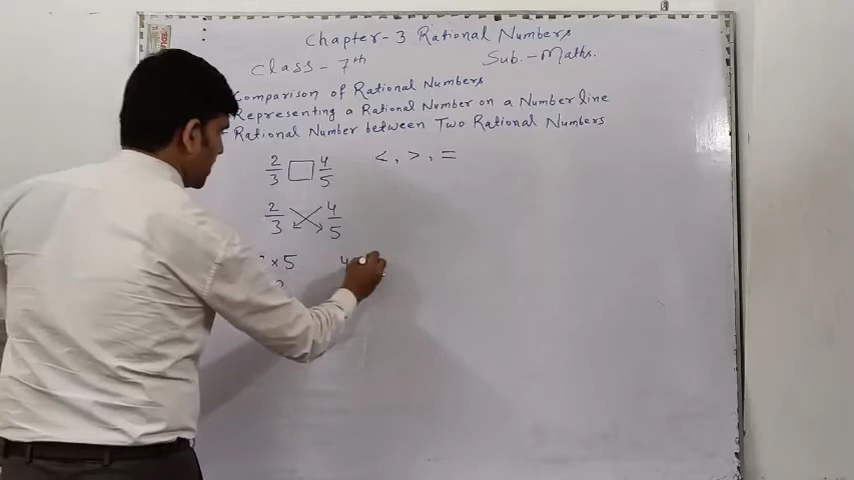 Chapter-3 Rational Numbers
Class-7th
Sub.-Maths.
Comparison of Rational Numbers
Representing a Rational Number on a Number line
Rational Number between Two Rational Numbers
2/3 □ 4/5 <, >, =
2/3 4/5
× 5 4